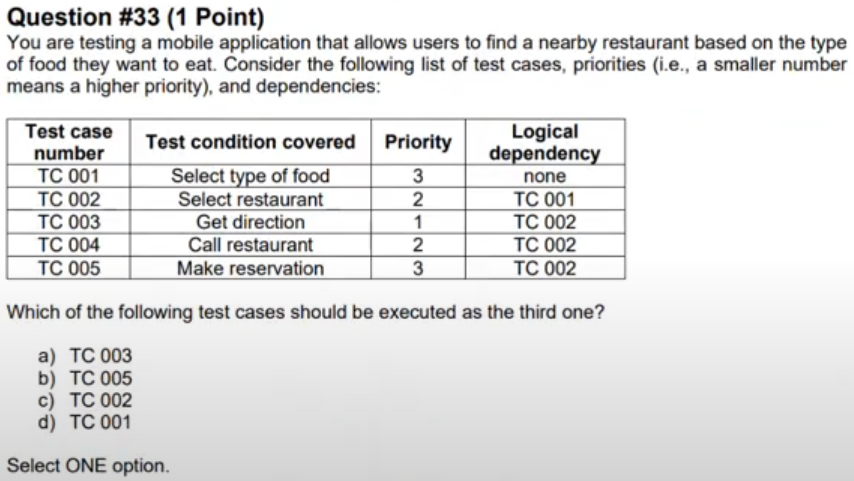 Question #33 (1 Point)
You are testing a mobile application that allows users to find a nearby restaurant based on the type
of food they want to eat. Consider the following list of test cases, priorities (i.e., a smaller number
means a higher priority), and dependencies:
Test case number | Test condition covered | Priority | Logical dependency
TC 001 | Select type of food | 3 | none
TC 002 | Select restaurant | 2 | TC 001
TC 003 | Get direction | 1 | TC 002
TC 004 | Call restaurant | 2 | TC 002
TC 005 | Make reservation | 3 | TC 002
Which of the following test cases should be executed as the third one?
a) TC 003
b) TC 005
c) TC 002
d) TC 001
Select ONE option.